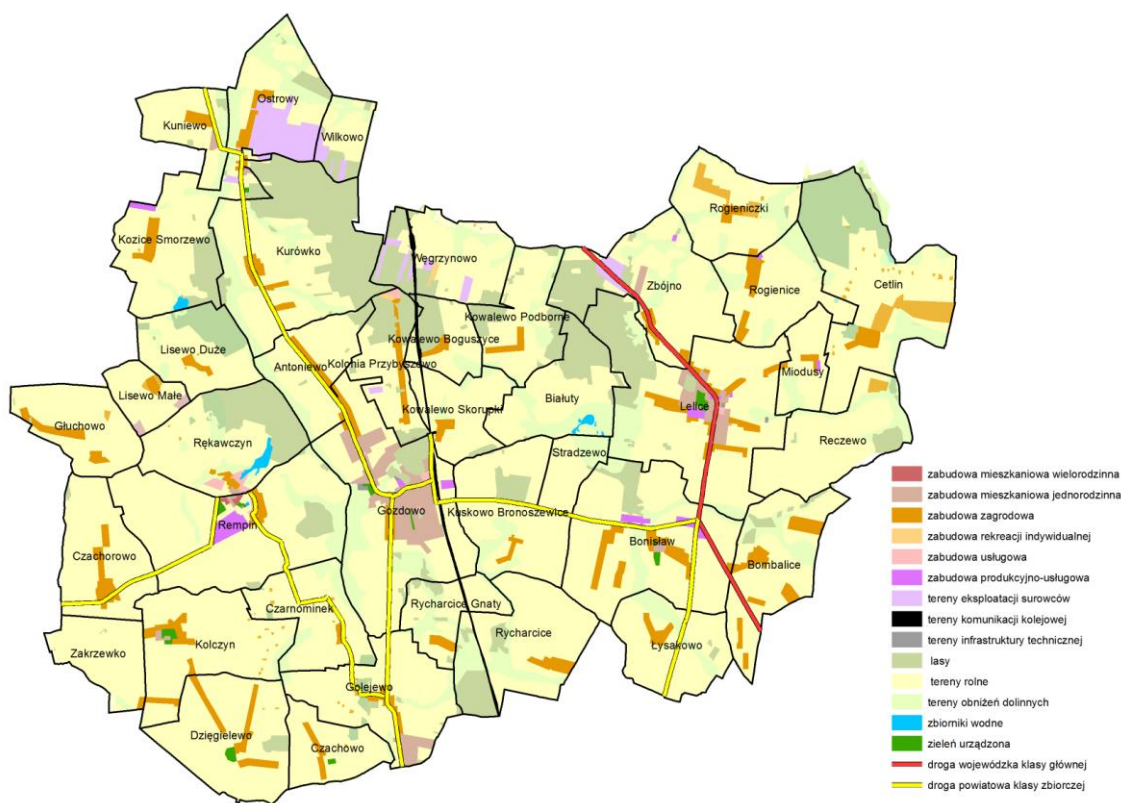 Ostrowy
Kuniewo
Wilkowo
Rogieniczki
Kozice Smorzewo
Kurówko
Węgrzynowo
Zbójno
Rogienice
Cetlin
Kowalewo Podborne
Kowalewo Boguszyce
Lisewo Duże
Antoniewo
Kolonia Przybyszewo
Miodusy
Lisewo Małe
Białuty
Lelice
Kowalewo Skorupki
Głuchowo
Rękawczyn
Reczewo
Stradzewo
Gozdowo
Kuskowo Bronoszewice
Rempin
Bonisław
Czachorowo
Bombalice
Czarnominek
Rycharcice Gnaty
Rycharcice
Zakrzewko
Kolczyn
Łysakowo
Golejewo
Dzięgielewo
Czachowo
zabudowa mieszkaniowa wielorodzinna
zabudowa mieszkaniowa jednorodzinna
zabudowa zagrodowa
zabudowa rekreacji indywidualnej
zabudowa usługowa
zabudowa produkcyjno-usługowa
tereny eksploatacji surowców
tereny komunikacji kolejowej
tereny infrastruktury technicznej
lasy
tereny rolne
tereny obniżeń dolinnych
zbiorniki wodne
zieleń urządzona
droga wojewódzka klasy głównej
droga powiatowa klasy zbiorczej